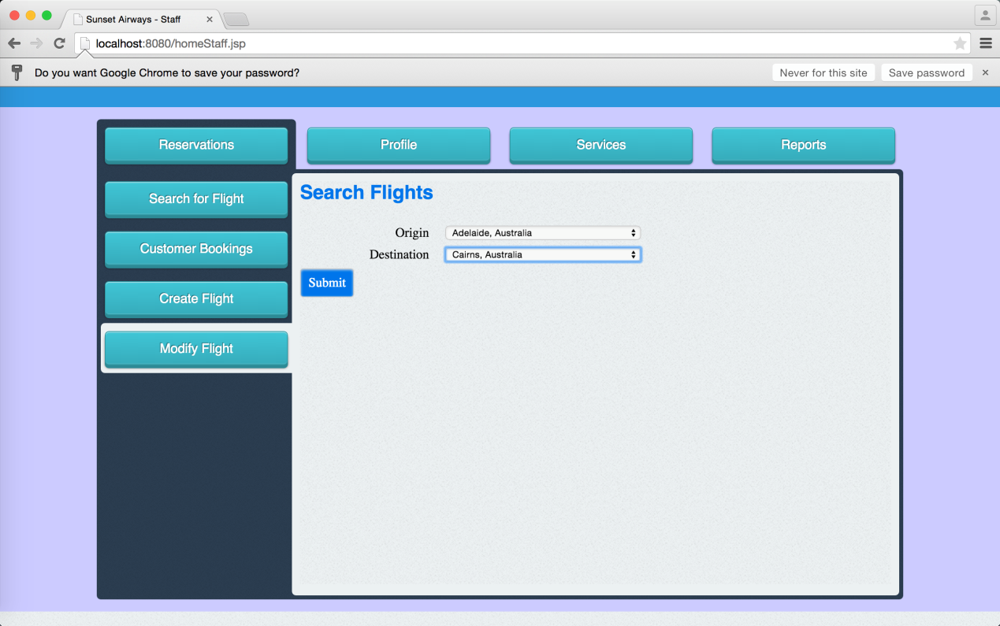 Sunset Airways - Staff
localhost:8080/homeStaff.jsp
Do you want Google Chrome to save your password? Never for this site Save password
Reservations Profile Services Reports
Search for Flight
Customer Bookings
Create Flight
Modify Flight
Search Flights
Origin Adelaide, Australia
Destination Cairns, Australia
Submit